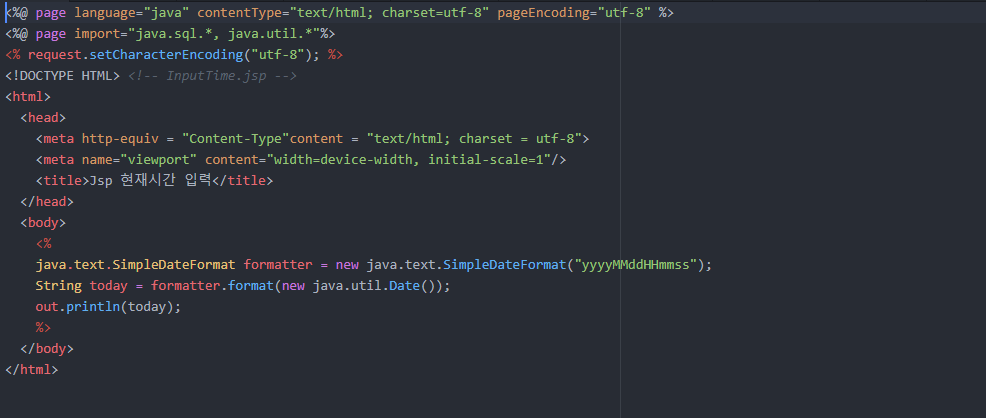 <%@ page language="java" contentType="text/html; charset=utf-8" pageEncoding="utf-8" %>
<%@ page import="java.sql.*, java.util.*"%>
<% request.setCharacterEncoding("utf-8"); %>
<!DOCTYPE HTML> <!-- InputTime.jsp -->
<html>
  <head>
    <meta http-equiv = "Content-Type"content = "text/html; charset = utf-8">
    <meta name="viewport" content="width=device-width, initial-scale=1"/>
    <title>Jsp 현재시간 입력</title>
  </head>
  <body>
    <%
    java.text.SimpleDateFormat formatter = new java.text.SimpleDateFormat("yyyyMMddHHmmss");
    String today = formatter.format(new java.util.Date());
    out.println(today);
    %>
  </body>
</html>